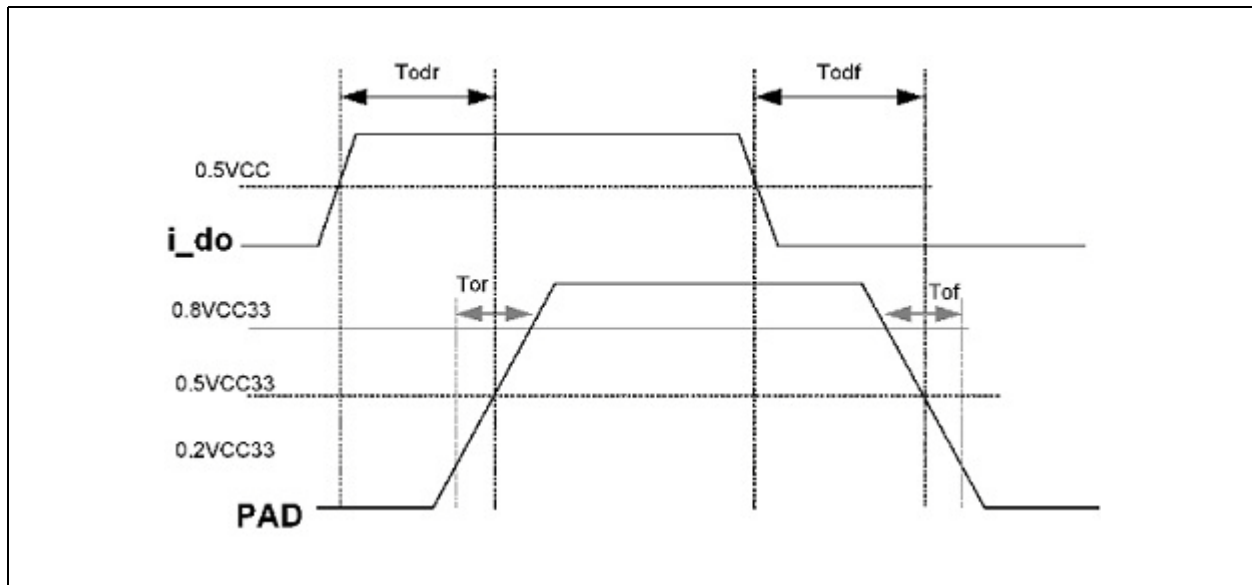 Todr
Todf
0.5VCC
i_do
Tor
Tof
0.8VCC33
0.5VCC33
0.2VCC33
PAD